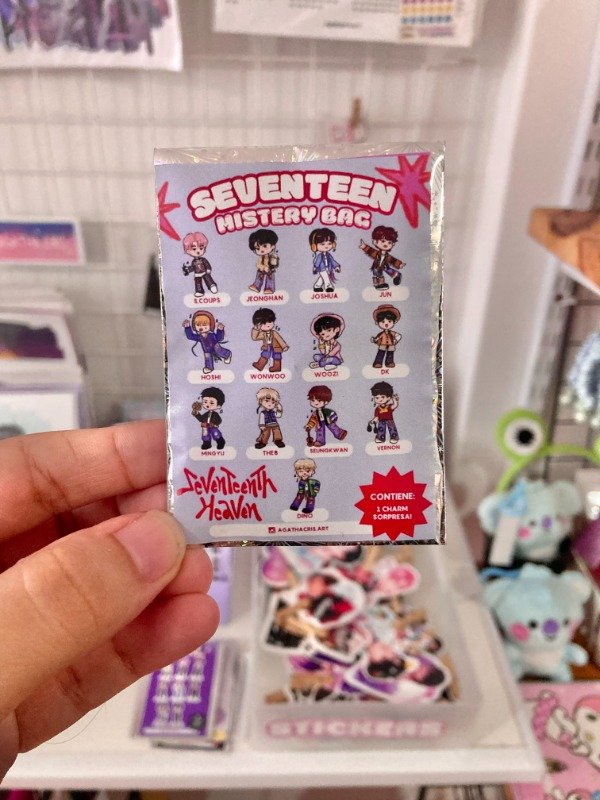 SEVENTEEN
MISTERY BAG
S.COUPS JEONGHAN JOSHUA JUN
HOSHI WONWOO WOOZI DK
MINGYU THE8 SEUNGKWAN VERNON
SEVENTEENTH
HEAVEN
DINO
CONTIENE:
1 CHARM
SORPRESA!
AGATHACRIS.ART
STICKERS